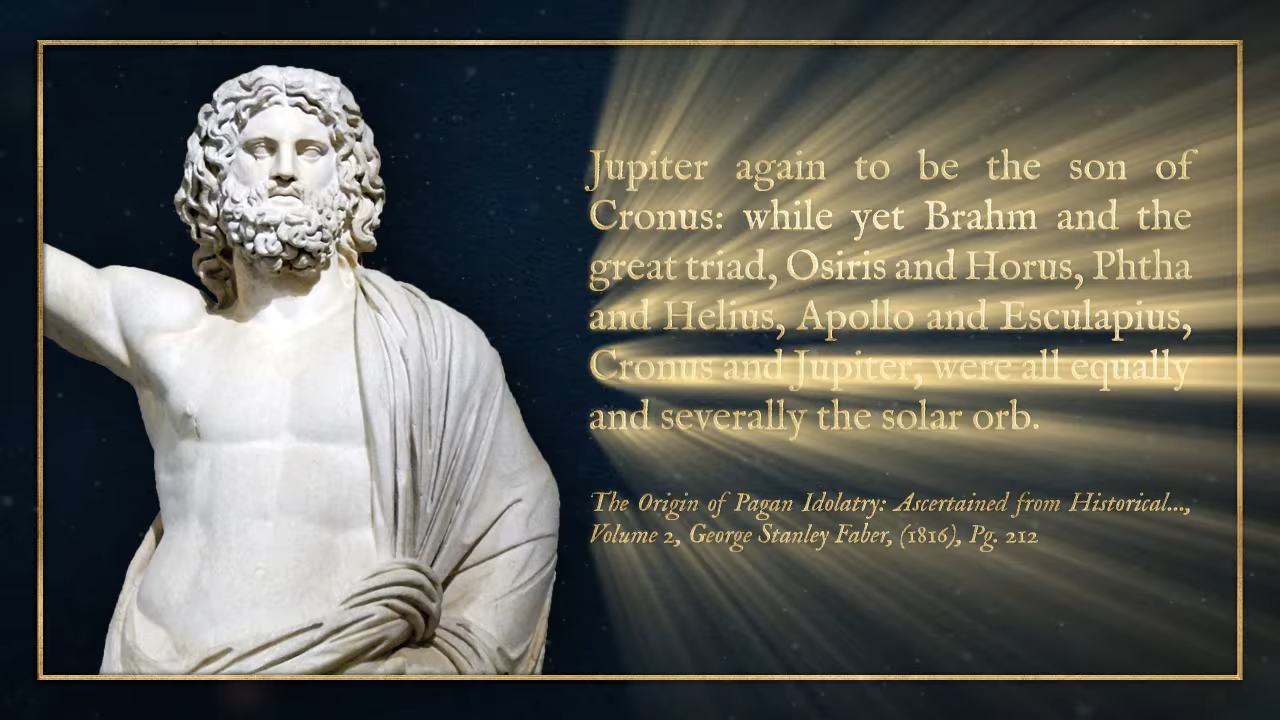 Jupiter again to be the son of
Cronus: while yet Brahm and the
great triad, Osiris and Horus, Phtha
and Helius, Apollo and Esculapius,
Cronus and Jupiter, were all equally
and severally the solar orb.
The Origin of Pagan Idolatry: Ascertained from Historical...,
Volume 2, George Stanley Faber, (1816), Pg. 212